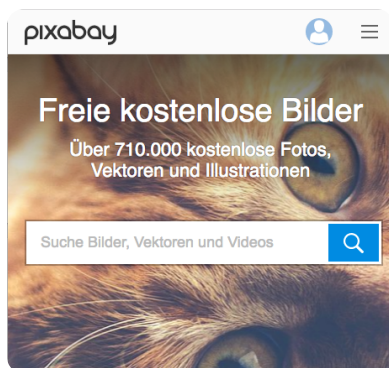 pixabay
Freie kostenlose Bilder
Über 710.000 kostenlose Fotos,
Vektoren und Illustrationen
Suche Bilder, Vektoren und Videos